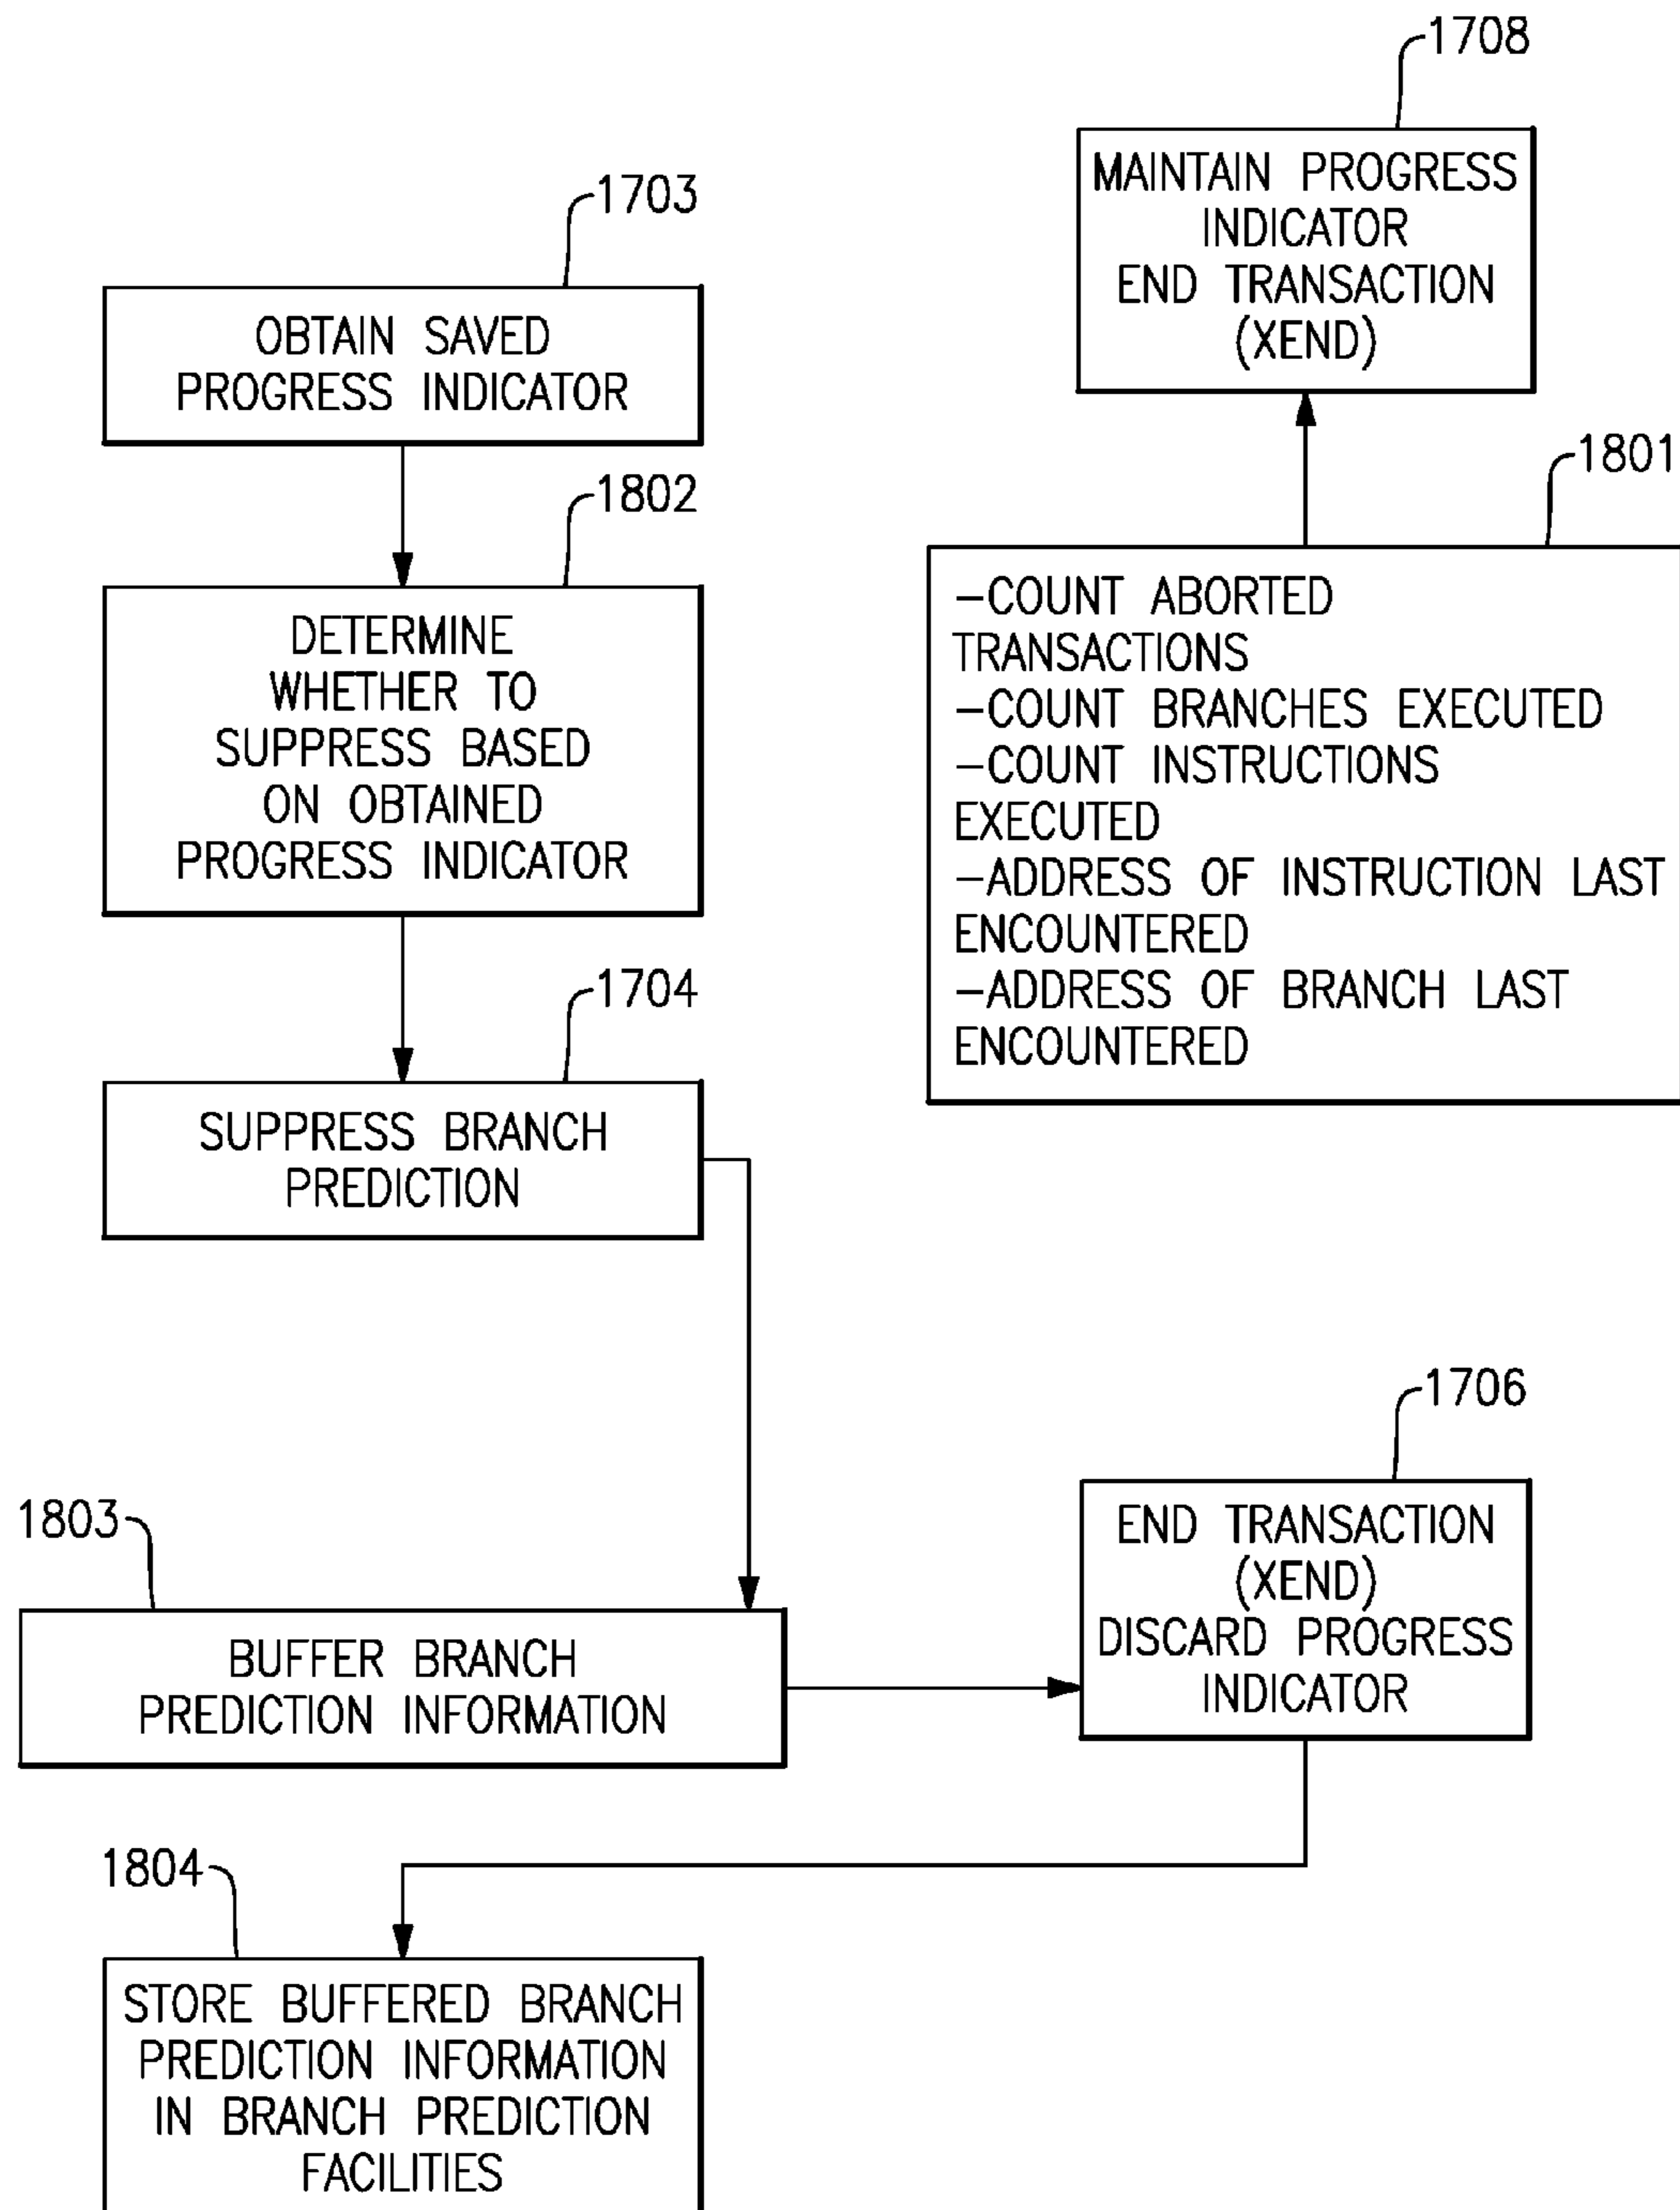 1708
MAINTAIN PROGRESS
INDICATOR
END TRANSACTION
(XEND)
1703
OBTAIN SAVED
PROGRESS INDICATOR
1801
-COUNT ABORTED
TRANSACTIONS
-COUNT BRANCHES EXECUTED
-COUNT INSTRUCTIONS
EXECUTED
-ADDRESS OF INSTRUCTION LAST
ENCOUNTERED
-ADDRESS OF BRANCH LAST
ENCOUNTERED
1802
DETERMINE
WHETHER TO
SUPPRESS BASED
ON OBTAINED
PROGRESS INDICATOR
1704
SUPPRESS BRANCH
PREDICTION
1803
BUFFER BRANCH
PREDICTION INFORMATION
1706
END TRANSACTION
(XEND)
DISCARD PROGRESS
INDICATOR
1804
STORE BUFFERED BRANCH
PREDICTION INFORMATION
IN BRANCH PREDICTION
FACILITIES